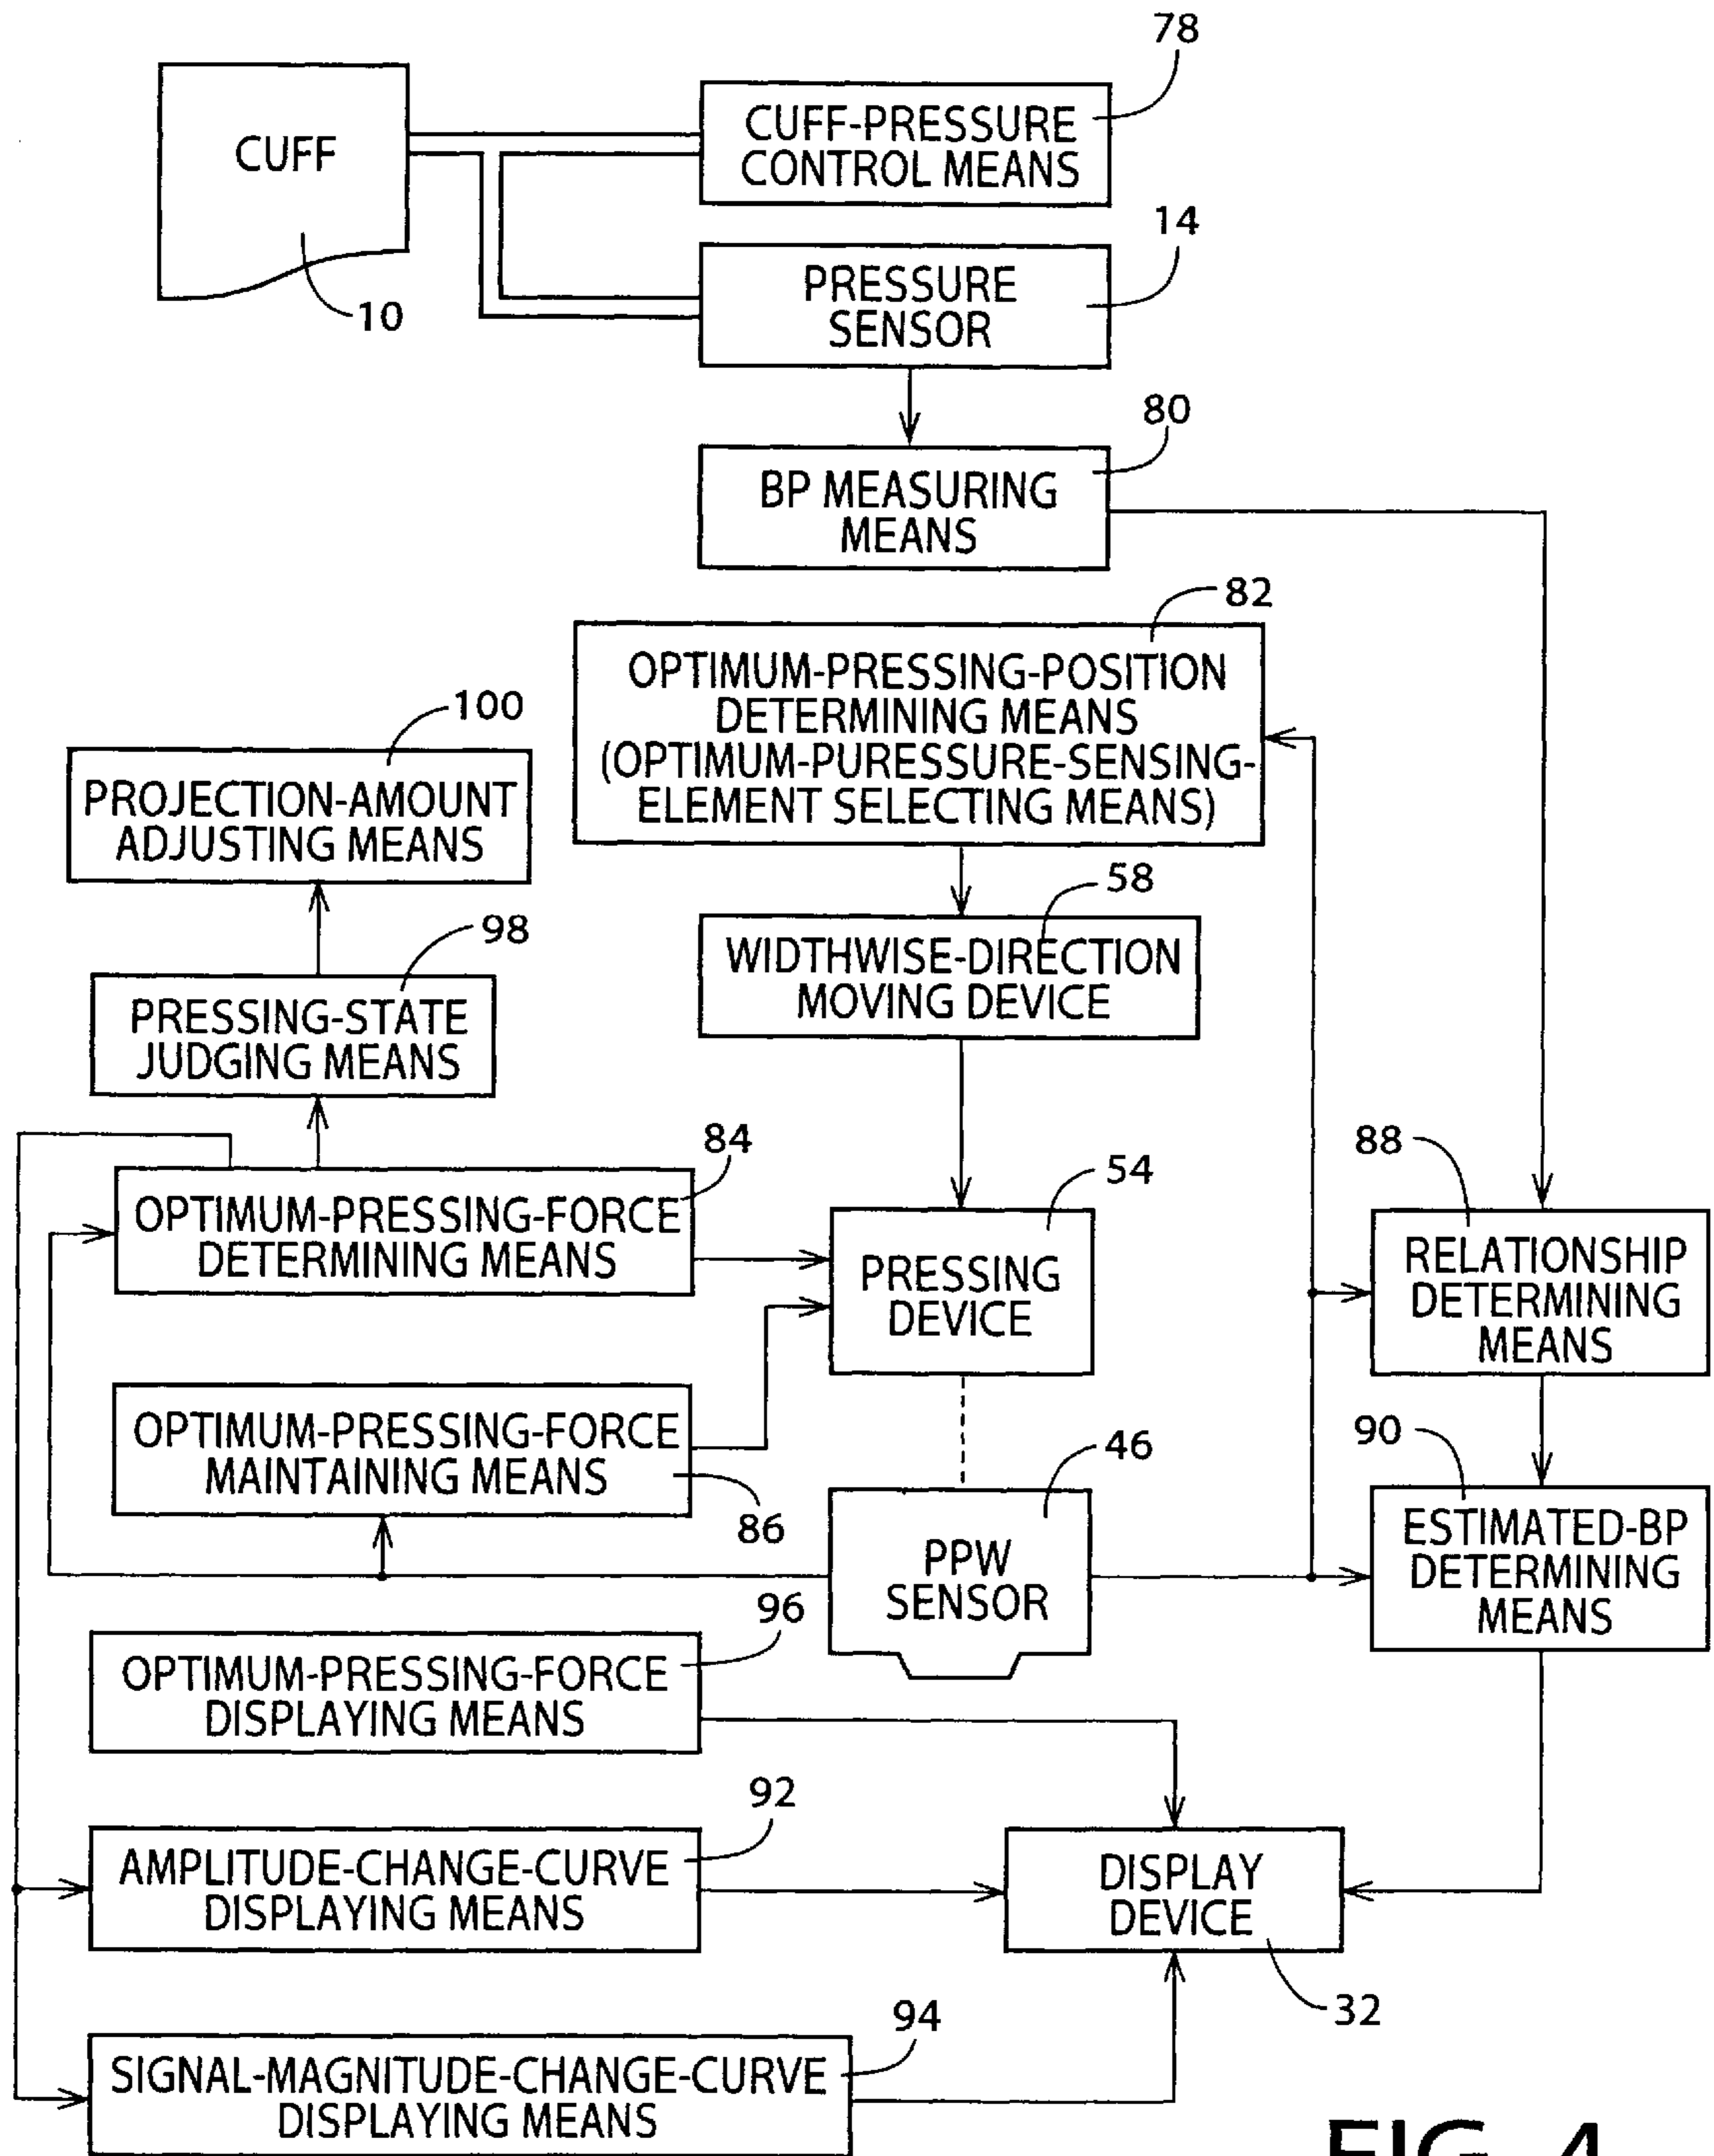 78
CUFF
CUFF-PRESSURE
CONTROL MEANS
14
PRESSURE
SENSOR
10
80
BP MEASURING
MEANS
82
OPTIMUM-PRESSING-POSITION
DETERMINING MEANS
(OPTIMUM-PURESSURE-SENSING-
ELEMENT SELECTING MEANS)
100
PROJECTION-AMOUNT
ADJUSTING MEANS
58
WIDTHWISE-DIRECTION
MOVING DEVICE
98
PRESSING-STATE
JUDGING MEANS
84
OPTIMUM-PRESSING-FORCE
DETERMINING MEANS
54
PRESSING
DEVICE
88
RELATIONSHIP
DETERMINING
MEANS
OPTIMUM-PRESSING-FORCE
MAINTAINING MEANS
86
46
PPW
SENSOR
90
ESTIMATED-BP
DETERMINING
MEANS
96
OPTIMUM-PRESSING-FORCE
DISPLAYING MEANS
92
AMPLITUDE-CHANGE-CURVE
DISPLAYING MEANS
DISPLAY
DEVICE
32
94
SIGNAL-MAGNITUDE-CHANGE-CURVE
DISPLAYING MEANS
FIG. 4